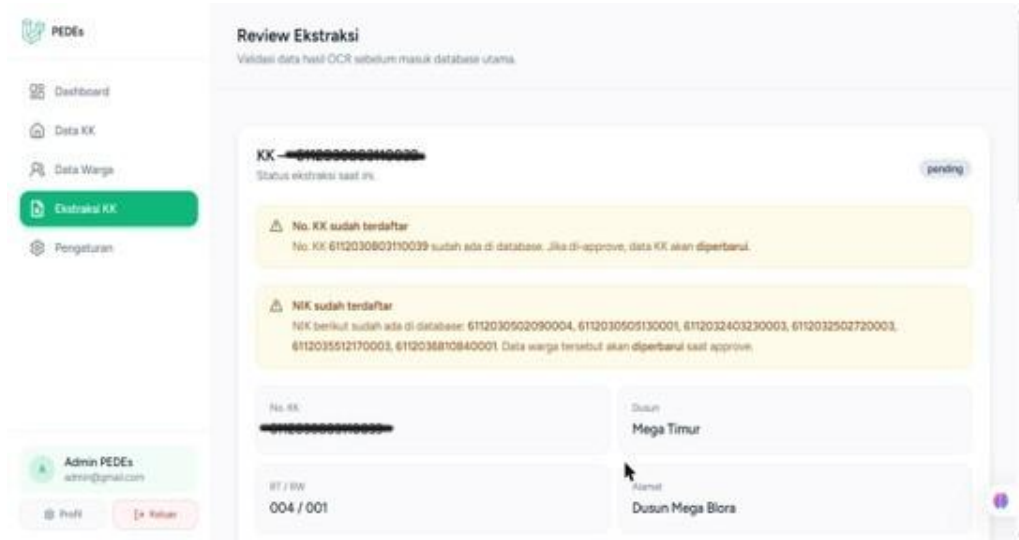 PEDEs
Review Ekstraksi
Validasi data hasil OCR sebelum masuk database utama.
Dashboard
Data KK
Data Warga
Ekstraksi KK
Pengaturan
KK -
Status ekstraksi saat ini.
pending
No. KK sudah terdaftar
No. KK 6112030803110039 sudah ada di database. Jika di-approve, data KK akan diperbarui.
NIK sudah terdaftar
NIK berikut sudah ada di database: 6112030502090004, 6112030505130001, 6112032403230003, 6112032502720003,
6112035512170003, 6112036810840001. Data warga tersebut akan diperbarui saat approve.
No. KK
Dusun
Mega Timur
RT / RW
004 / 001
Alamat
Dusun Mega Blora
A
Admin PEDEs
admin@gmail.com
Profil
Keluar